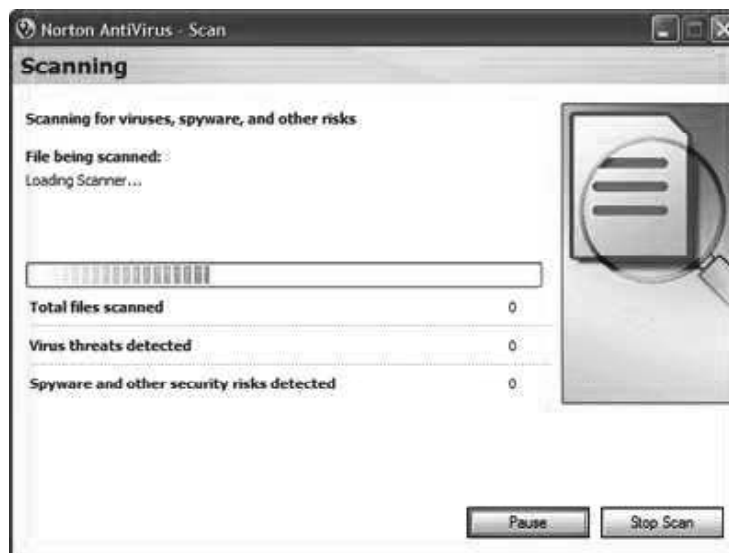 Norton AntiVirus - Scan
Scanning
Scanning for viruses, spyware, and other risks
File being scanned:
Loading Scanner...
Total files scanned 0
Virus threats detected 0
Spyware and other security risks detected 0
Pause Stop Scan